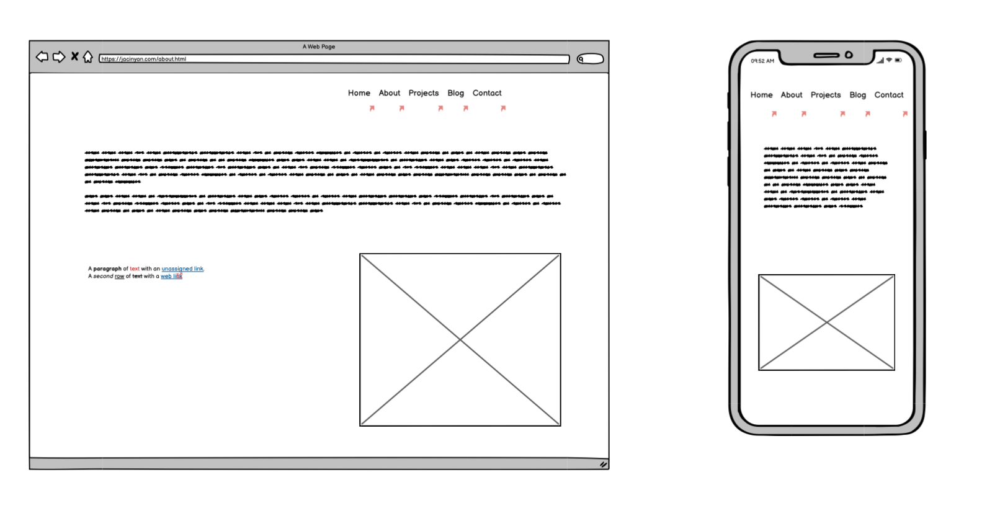 A Web Page
https://jacinyan.com/about.html
Home About Projects Blog Contact
A paragraph of text with an unassigned link.
A second row of text with a web link
09:52 AM
Home About Projects Blog Contact